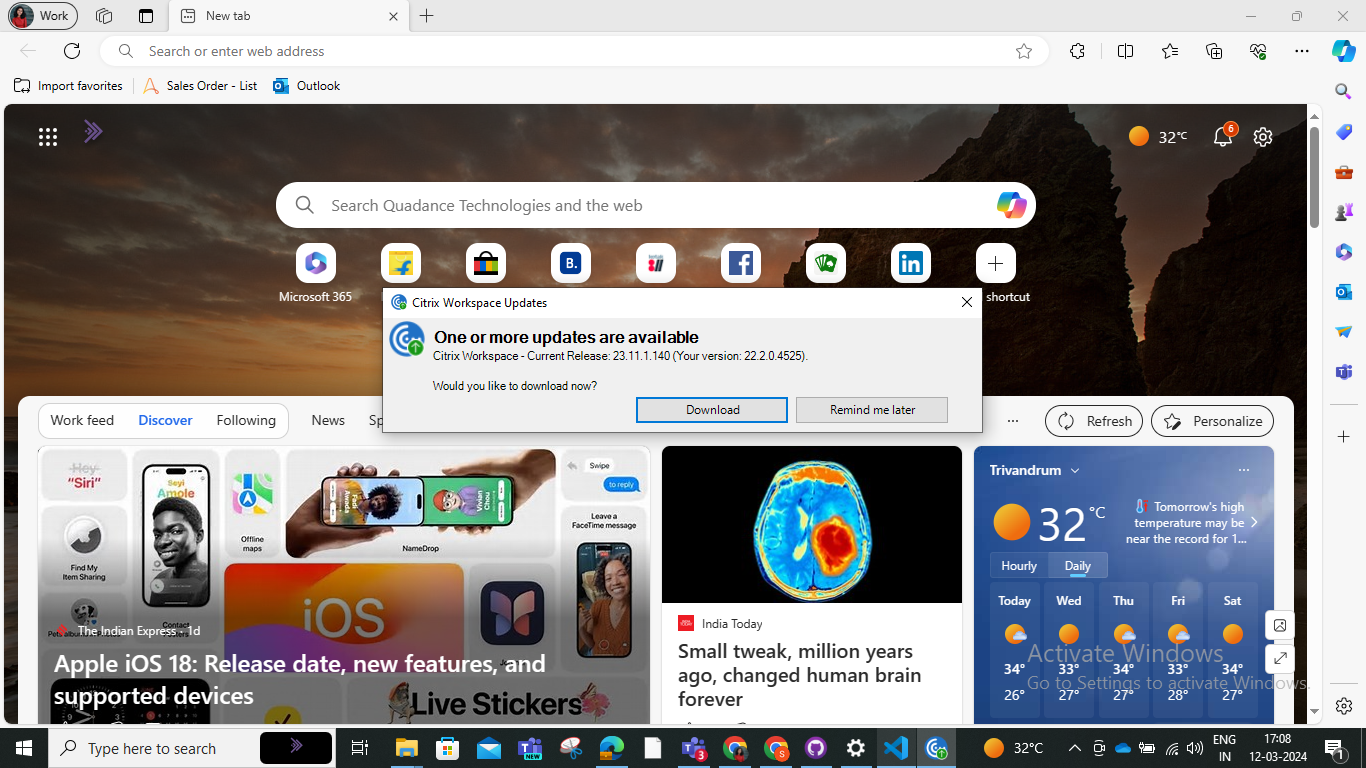 Work
New tab
Search or enter web address
Import favorites
Sales Order - List
Outlook
32°C
6
Search Quadance Technologies and the web
B.
Microsoft 365
shortcut
Citrix Workspace Updates
One or more updates are available
Citrix Workspace - Current Release: 23.11.1.140 (Your version: 22.2.0.4525).
Would you like to download now?
Download
Remind me later
Work feed
Discover
Following
News
Sp
Refresh
Personalize
Hey
"Siri"
Seyi
Amole
Offline
maps
NameDrop
Swipe
to reply
Leave a
FaceTime message
Find My
Item Sharing
iOS
Contact
The Indian Express · 1d
Apple iOS 18: Release date, new features, and
supported devices
Live Stickers
India Today
Small tweak, million years
ago, changed human brain
forever
Trivandrum
32°C
Tomorrow's high
temperature may be
near the record for 1...
Hourly
Daily
Today
Wed
Thu
Fri
Sat
34°
33°
34°
33°
34°
26°
27°
27°
28°
27°
Activate Windows
Go to Settings to activate Windows.
Type here to search
NEW
3
32°C
ENG
IN
17:08
12-03-2024
1